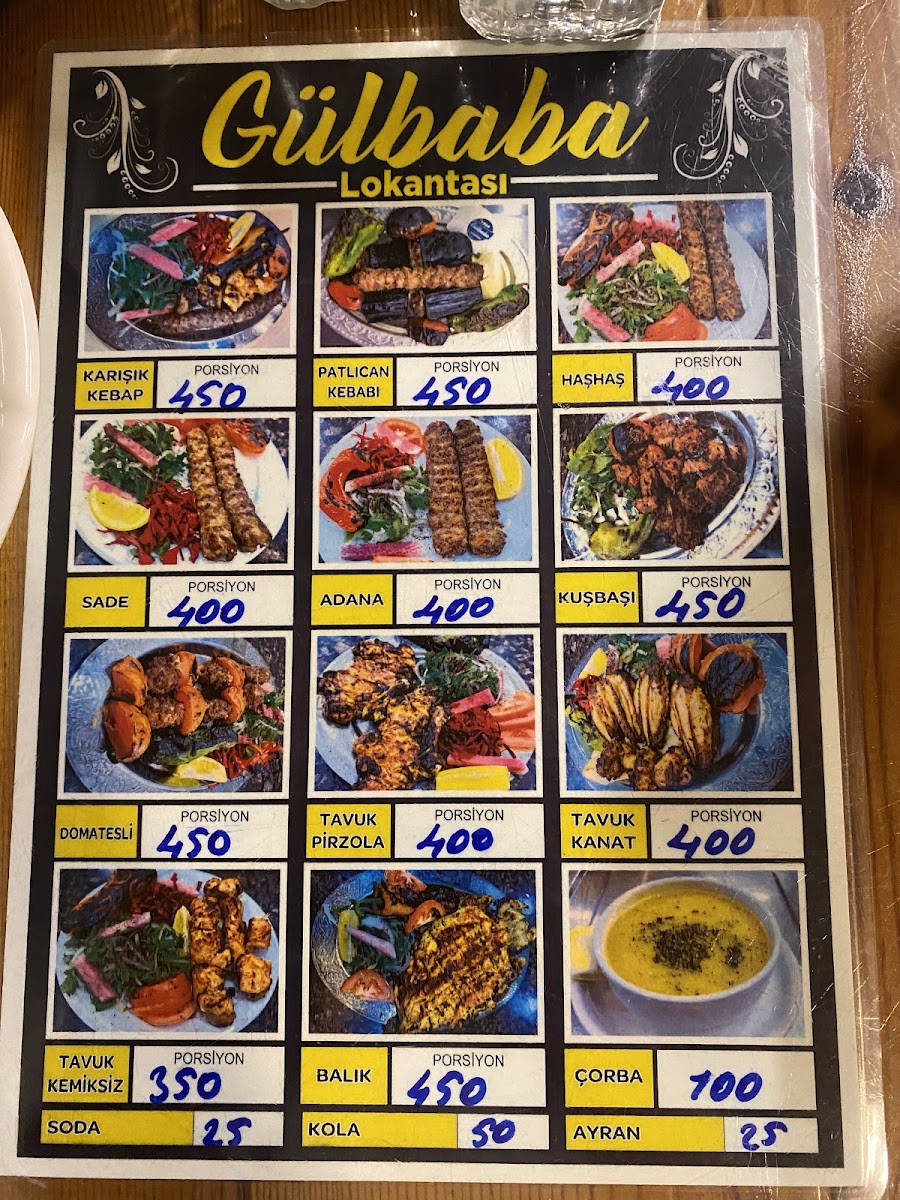 Gülbaba
Lokantası
KARIŞIK
KEBAP
PORSİYON
450
PATLICAN
KEBABI
PORSİYON
450
HAŞHAŞ
PORSİYON
400
SADE
PORSİYON
400
ADANA
PORSİYON
400
KUŞBAŞI
PORSİYON
450
DOMATESLİ
PORSİYON
450
TAVUK
PİRZOLA
PORSİYON
400
TAVUK
KANAT
PORSİYON
400
TAVUK
KEMİKSİZ
PORSİYON
350
BALIK
PORSİYON
450
ÇORBA
100
SODA
25
KOLA
50
AYRAN
25